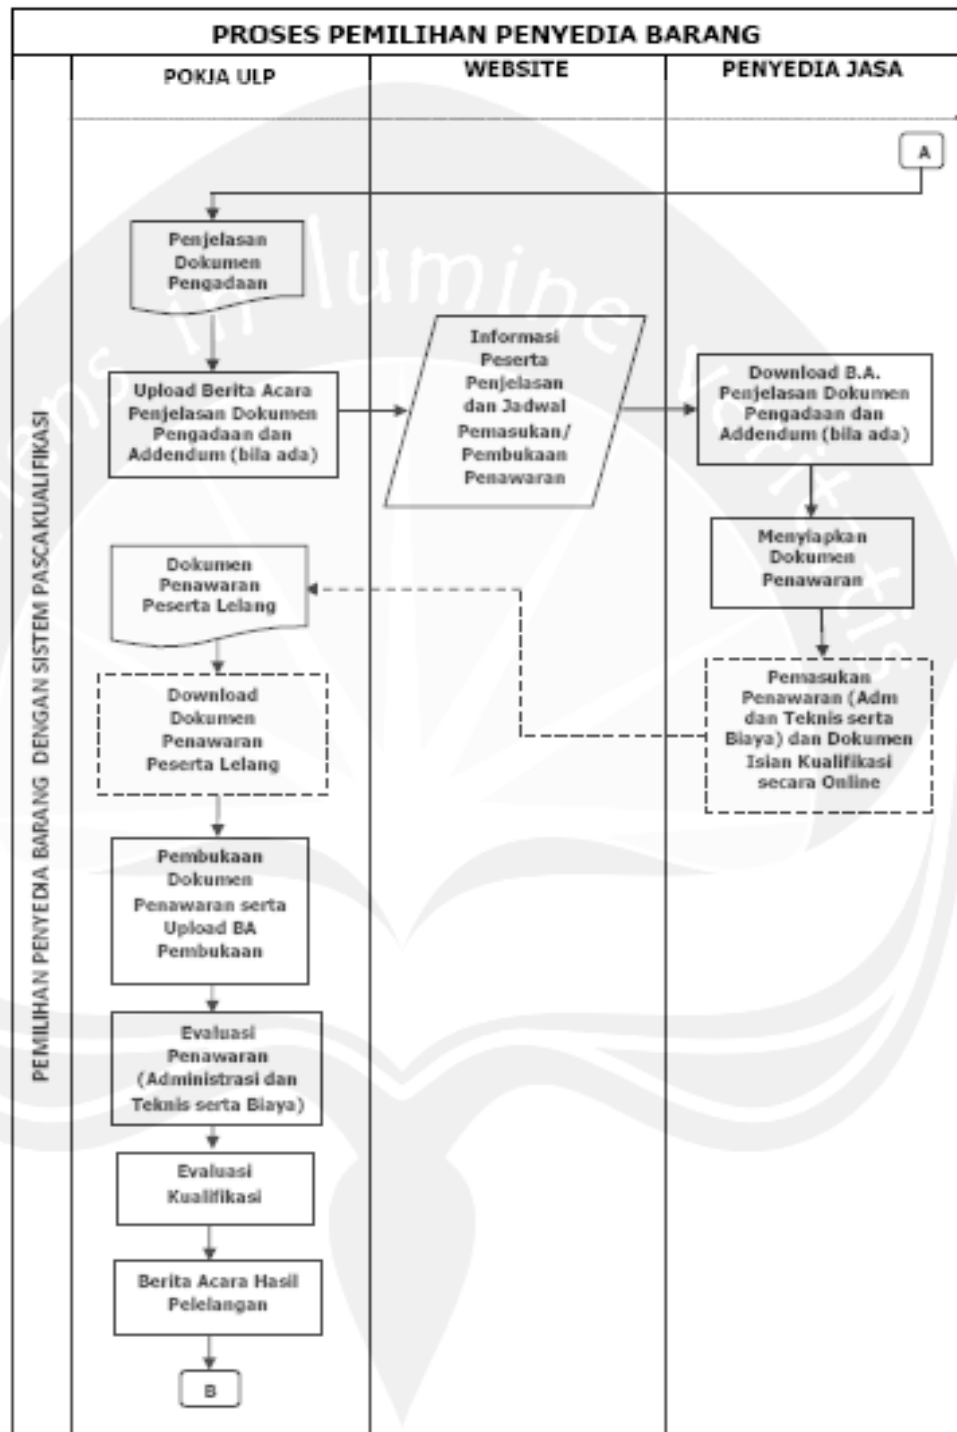 PROSES PEMILIHAN PENYEDIA BARANG
POKJA ULP
WEBSITE
PENYEDIA JASA
PEMILIHAN PENYEDIA BARANG DENGAN SISTEM PASCAKUALIFIKASI
A
Penjelasan
Dokumen
Pengadaan
Upload Berita Acara
Penjelasan Dokumen
Pengadaan dan
Addendum (bila ada)
Informasi
Peserta
Penjelasan
dan Jadwal
Pemasukan/
Pembukaan
Penawaran
Download B.A.
Penjelasan Dokumen
Pengadaan dan
Addendum (bila ada)
Menyiapkan
Dokumen
Penawaran
Pemasukan
Penawaran (Adm
dan Teknis serta
Biaya) dan Dokumen
Isian Kualifikasi
secara Online
Dokumen
Penawaran
Peserta Lelang
Download
Dokumen
Penawaran
Peserta Lelang
Pembukaan
Dokumen
Penawaran serta
Upload BA
Pembukaan
Evaluasi
Penawaran
(Administrasi dan
Teknis serta Biaya)
Evaluasi
Kualifikasi
Berita Acara Hasil
Pelelangan
B
ens in lumine veritatis